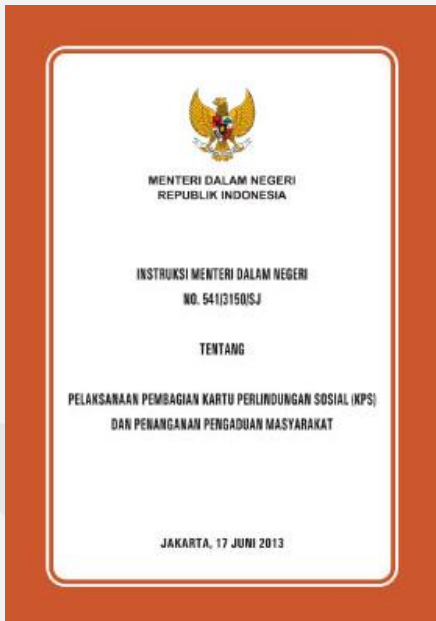 MENTERI DALAM NEGERI
REPUBLIK INDONESIA
INSTRUKSI MENTERI DALAM NEGERI
NO. 541/3150/SJ
TENTANG
PELAKSANAAN PEMBAGIAN KARTU PERLINDUNGAN SOSIAL (KPS)
DAN PENANGANAN PENGADUAN MASYARAKAT
JAKARTA, 17 JUNI 2013